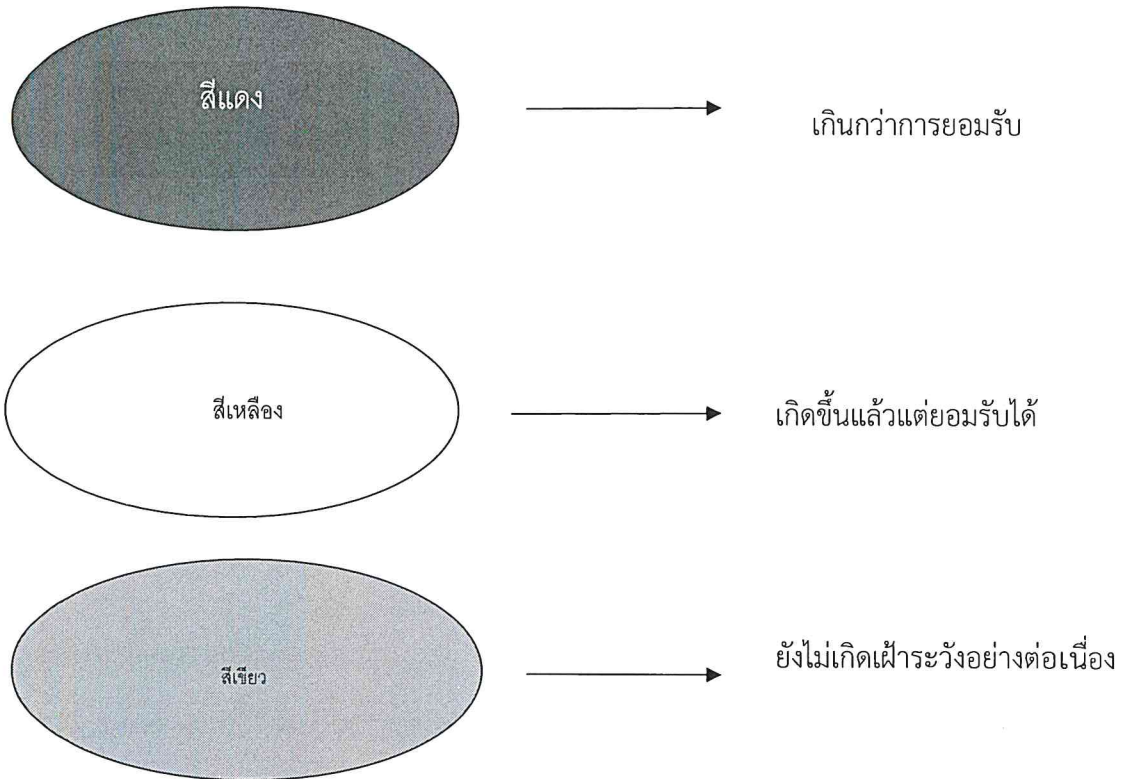 สีแดง
เกินกว่าการยอมรับ
สีเหลือง
เกิดขึ้นแล้วแต่ยอมรับได้
สีเขียว
ยังไม่เกิดเฝ้าระวังอย่างต่อเนื่อง